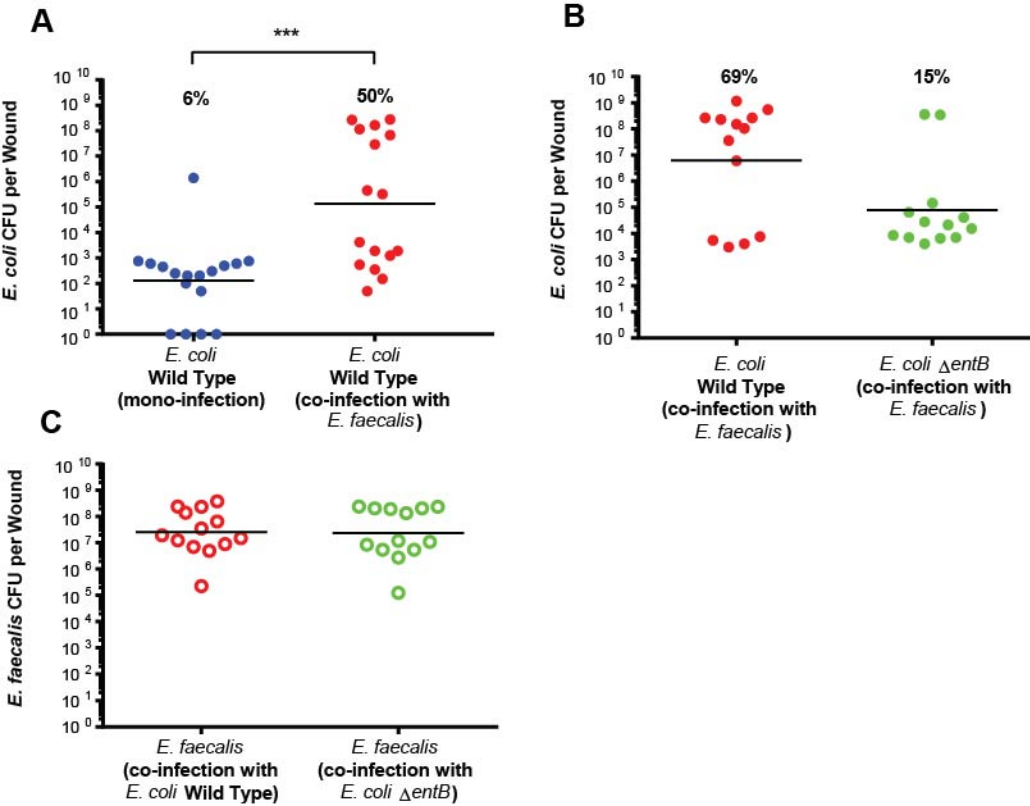 A
***
10 10
10 9
10 8
10 7
10 6
10 5
10 4
10 3
10 2
10 1
10 0
E. coli CFU per Wound
6%
50%
E. coli
Wild Type
(mono-infection)
E. coli
Wild Type
(co-infection with
E. faecalis)
B
10 10
10 9
10 8
10 7
10 6
10 5
10 4
10 3
10 2
10 1
10 0
E. coli CFU per Wound
69%
15%
E. coli
Wild Type
(co-infection with
E. faecalis)
E. coli ΔentB
(co-infection with
E. faecalis)
C
10 10
10 9
10 8
10 7
10 6
10 5
10 4
10 3
10 2
10 1
10 0
E. faecalis CFU per Wound
E. faecalis
(co-infection with
E. coli Wild Type)
E. faecalis
(co-infection with
E. coli ΔentB)